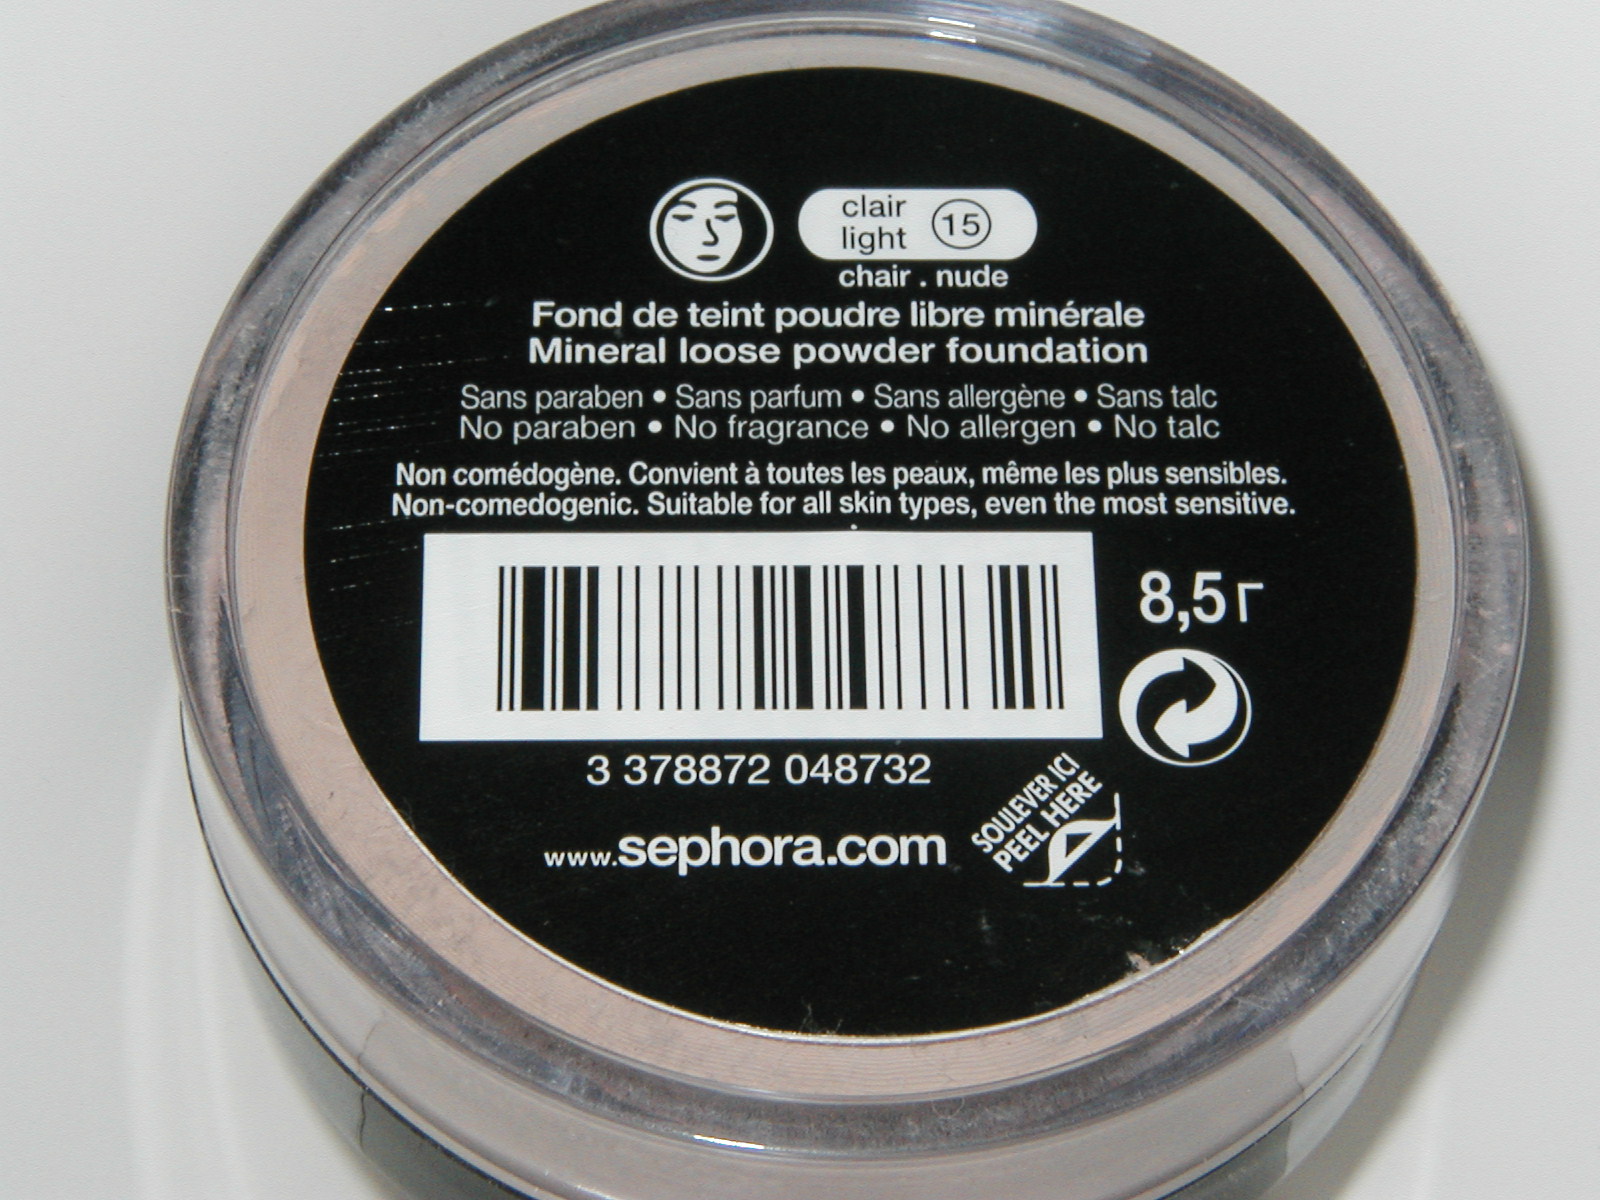 clair
light 15
chair . nude
Fond de teint poudre libre minérale
Mineral loose powder foundation
Sans paraben • Sans parfum • Sans allergène • Sans talc
No paraben • No fragrance • No allergen • No talc
Non comédogène. Convient à toutes les peaux, même les plus sensibles.
Non-comedogenic. Suitable for all skin types, even the most sensitive.
8,5 г
3 378872 048732
www.sephora.com
SOULEVER ICI
PEEL HERE